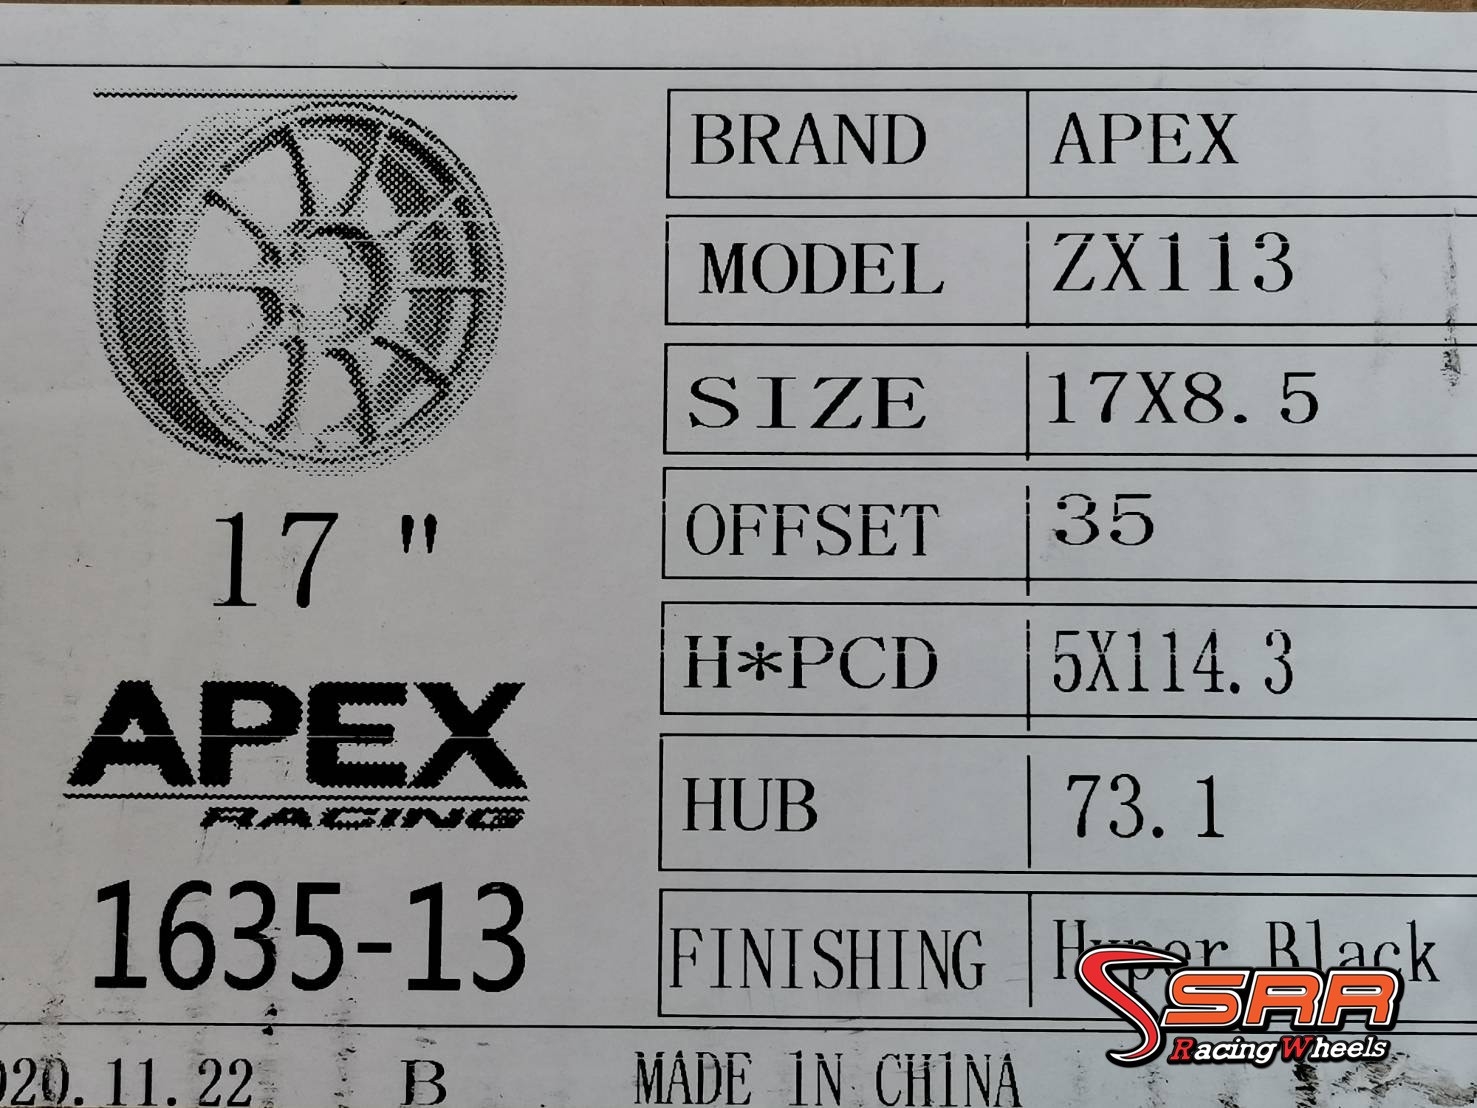 BRAND APEX
MODEL ZX113
SIZE 17X8.5
OFFSET 35
H*PCD 5X114.3
HUB 73.1
FINISHING Hyper Black
17 "
APEX
RACING
1635-13
020.11.22 B MADE IN CHINA
SRR
Racing Wheels